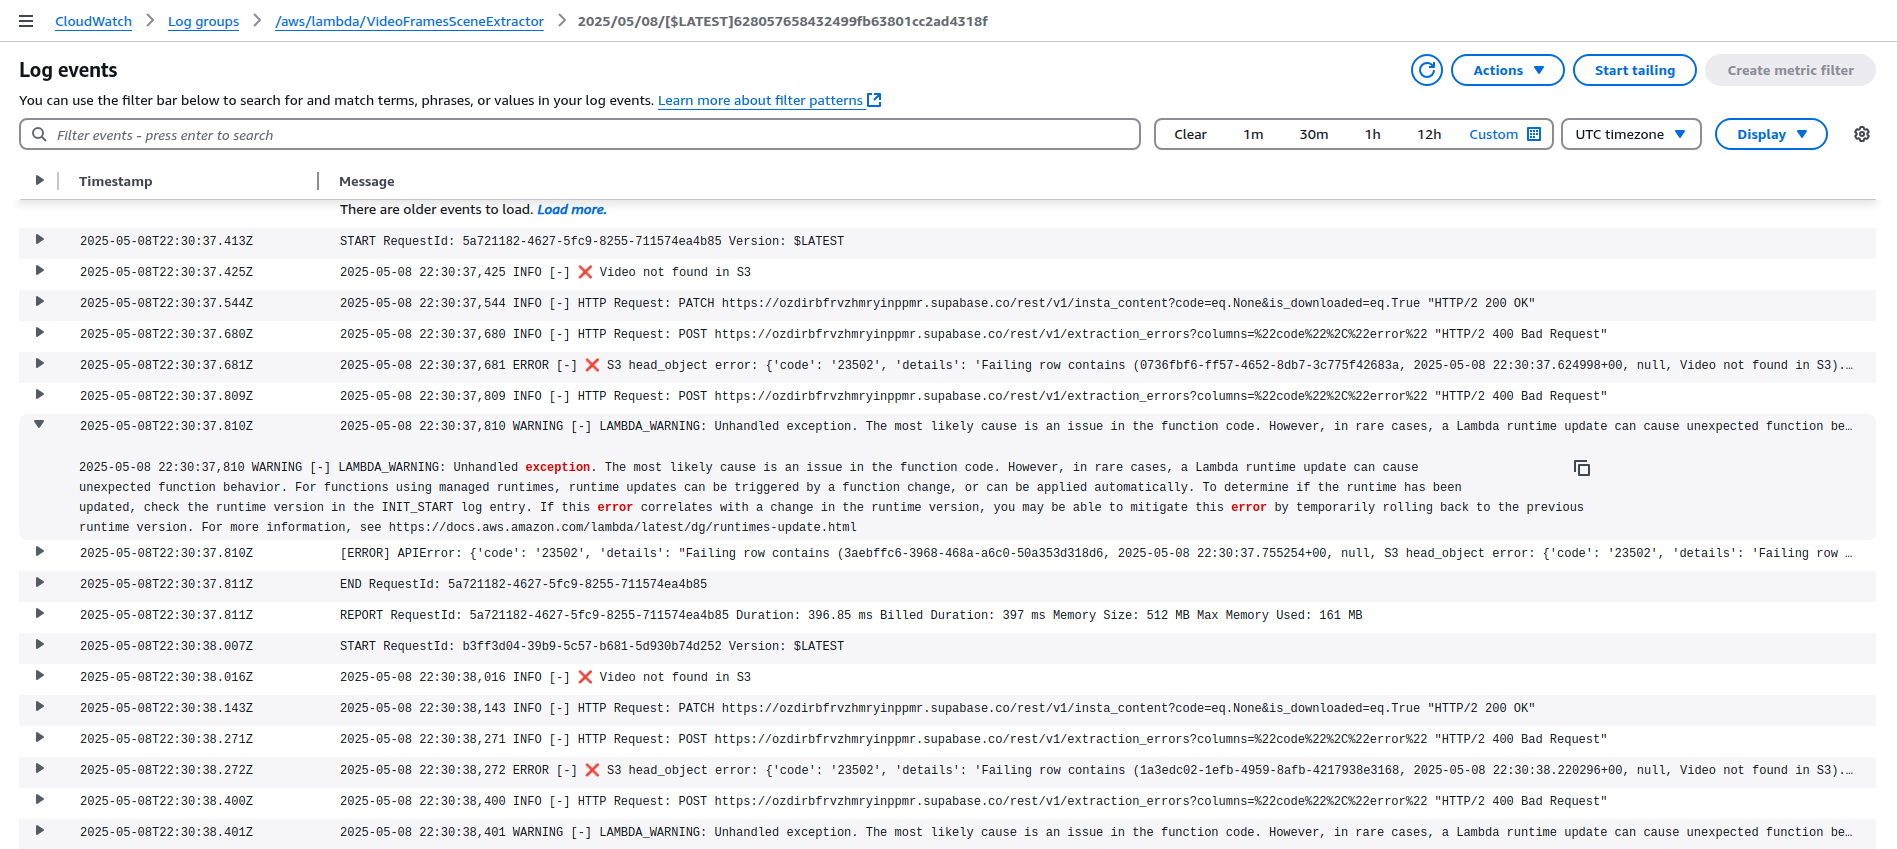 CloudWatch > Log groups > /aws/lambda/VideoFramesSceneExtractor > 2025/05/08/[$LATEST]628057658432499fb63801cc2ad4318f
Log events
Actions Start tailing Create metric filter
You can use the filter bar below to search for and match terms, phrases, or values in your log events. Learn more about filter patterns
Filter events - press enter to search
Clear 1m 30m 1h 12h Custom UTC timezone Display
Timestamp Message
There are older events to load. Load more.
2025-05-08T22:30:37.413Z START RequestId: 5a721182-4627-5fc9-8255-711574ea4b85 Version: $LATEST
2025-05-08T22:30:37.425Z 2025-05-08 22:30:37,425 INFO [-] ❌ Video not found in S3
2025-05-08T22:30:37.544Z 2025-05-08 22:30:37,544 INFO [-] HTTP Request: PATCH https://ozdirbfrvzhmryinppmr.supabase.co/rest/v1/insta_content?code=eq.None&is_downloaded=eq.True "HTTP/2 200 OK"
2025-05-08T22:30:37.680Z 2025-05-08 22:30:37,680 INFO [-] HTTP Request: POST https://ozdirbfrvzhmryinppmr.supabase.co/rest/v1/extraction_errors?columns=%22code%22%2C%22error%22 "HTTP/2 400 Bad Request"
2025-05-08T22:30:37.681Z 2025-05-08 22:30:37,681 ERROR [-] ❌ S3 head_object error: {'code': '23502', 'details': 'Failing row contains (0736fbf6-ff57-4652-8db7-3c775f42683a, 2025-05-08 22:30:37.624998+00, null, Video not found in S3).…
2025-05-08T22:30:37.809Z 2025-05-08 22:30:37,809 INFO [-] HTTP Request: POST https://ozdirbfrvzhmryinppmr.supabase.co/rest/v1/extraction_errors?columns=%22code%22%2C%22error%22 "HTTP/2 400 Bad Request"
2025-05-08T22:30:37.810Z 2025-05-08 22:30:37,810 WARNING [-] LAMBDA_WARNING: Unhandled exception. The most likely cause is an issue in the function code. However, in rare cases, a Lambda runtime update can cause unexpected function be…
2025-05-08 22:30:37,810 WARNING [-] LAMBDA_WARNING: Unhandled exception. The most likely cause is an issue in the function code. However, in rare cases, a Lambda runtime update can cause
unexpected function behavior. For functions using managed runtimes, runtime updates can be triggered by a function change, or can be applied automatically. To determine if the runtime has been
updated, check the runtime version in the INIT_START log entry. If this error correlates with a change in the runtime version, you may be able to mitigate this error by temporarily rolling back to the previous
runtime version. For more information, see https://docs.aws.amazon.com/lambda/latest/dg/runtimes-update.html
2025-05-08T22:30:37.810Z [ERROR] APIError: {'code': '23502', 'details': "Failing row contains (3aebffc6-3968-468a-a6c0-50a353d318d6, 2025-05-08 22:30:37.755254+00, null, S3 head_object error: {'code': '23502', 'details': 'Failing row …
2025-05-08T22:30:37.811Z END RequestId: 5a721182-4627-5fc9-8255-711574ea4b85
2025-05-08T22:30:37.811Z REPORT RequestId: 5a721182-4627-5fc9-8255-711574ea4b85 Duration: 396.85 ms Billed Duration: 397 ms Memory Size: 512 MB Max Memory Used: 161 MB
2025-05-08T22:30:38.007Z START RequestId: b3ff3d04-39b9-5c57-b681-5d930b74d252 Version: $LATEST
2025-05-08T22:30:38.016Z 2025-05-08 22:30:38,016 INFO [-] ❌ Video not found in S3
2025-05-08T22:30:38.143Z 2025-05-08 22:30:38,143 INFO [-] HTTP Request: PATCH https://ozdirbfrvzhmryinppmr.supabase.co/rest/v1/insta_content?code=eq.None&is_downloaded=eq.True "HTTP/2 200 OK"
2025-05-08T22:30:38.271Z 2025-05-08 22:30:38,271 INFO [-] HTTP Request: POST https://ozdirbfrvzhmryinppmr.supabase.co/rest/v1/extraction_errors?columns=%22code%22%2C%22error%22 "HTTP/2 400 Bad Request"
2025-05-08T22:30:38.272Z 2025-05-08 22:30:38,272 ERROR [-] ❌ S3 head_object error: {'code': '23502', 'details': 'Failing row contains (1a3edc02-1efb-4959-8afb-4217938e3168, 2025-05-08 22:30:38.220296+00, null, Video not found in S3).…
2025-05-08T22:30:38.400Z 2025-05-08 22:30:38,400 INFO [-] HTTP Request: POST https://ozdirbfrvzhmryinppmr.supabase.co/rest/v1/extraction_errors?columns=%22code%22%2C%22error%22 "HTTP/2 400 Bad Request"
2025-05-08T22:30:38.401Z 2025-05-08 22:30:38,401 WARNING [-] LAMBDA_WARNING: Unhandled exception. The most likely cause is an issue in the function code. However, in rare cases, a Lambda runtime update can cause unexpected function be…